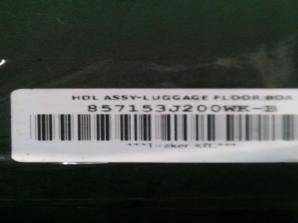 HDL ASSY-LUGGAGE FLOOR BOX
857153J200WK-B